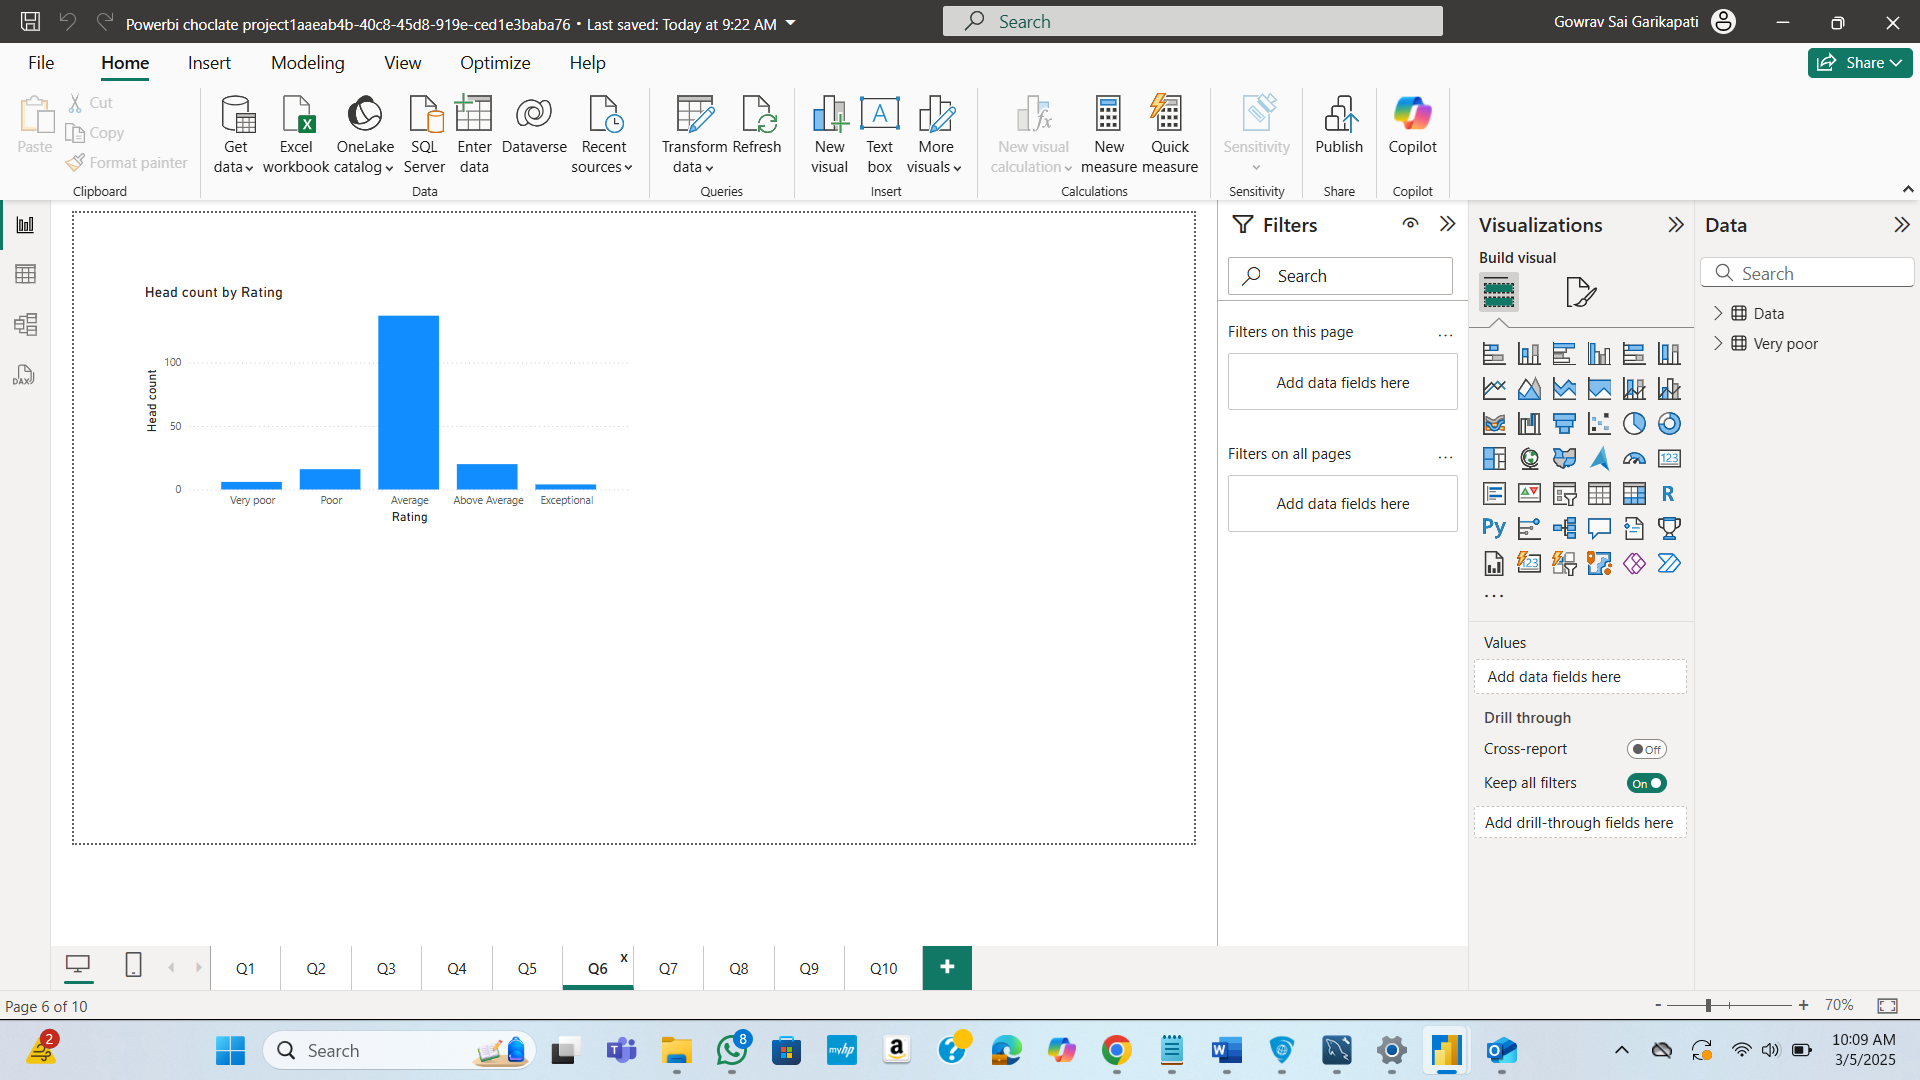 Powerbi choclate project1aaeab4b-40c8-45d8-919e-ced1e3baba76 • Last saved: Today at 9:22 AM
Search
Gowrav Sai Garikapati
File Home Insert Modeling View Optimize Help
Share
Paste
Cut
Copy
Format painter
Clipboard
Get data
Excel workbook
OneLake catalog
SQL Server
Enter data
Dataverse
Recent sources
Data
Transform data
Refresh
Queries
New visual
Text box
More visuals
Insert
New visual calculation
New measure
Quick measure
Calculations
Sensitivity
Sensitivity
Publish
Share
Copilot
Copilot
Head count by Rating
Head count
100
50
0
Very poor Poor Average Above Average Exceptional
Rating
Filters
Search
Filters on this page
...
Add data fields here
Filters on all pages
...
Add data fields here
Visualizations
Build visual
123
R
Py
123
...
Values
Add data fields here
Drill through
Cross-report
Off
Keep all filters
On
Add drill-through fields here
Data
Search
Data
Very poor
DAX
Q1 Q2 Q3 Q4 Q5 Q6 x Q7 Q8 Q9 Q10 +
Page 6 of 10
- + 70%
2
Search
T
8
myhp
a
?
W
O
10:09 AM
3/5/2025